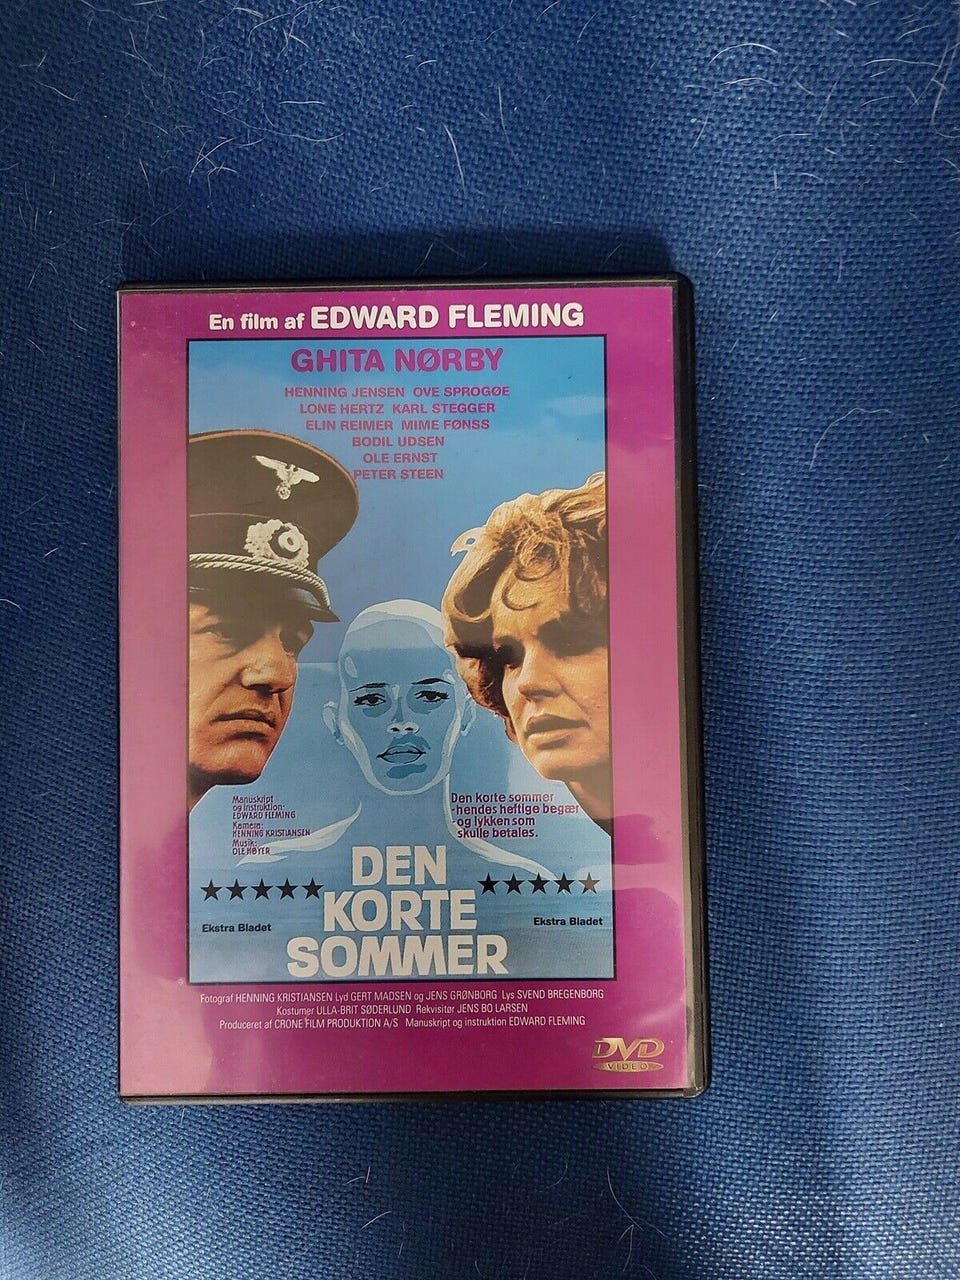 En film af EDWARD FLEMING
GHITA NØRBY
HENNING JENSEN OVE SPROGØE
LONE HERTZ KARL STEGGER
ELIN REIMER MIME FØNSS
BODIL UDSEN
OLE ERNST
PETER STEEN
Manuskript
og instruktion:
EDWARD FLEMING
Kamera:
HENNING KRISTIANSEN
Musik:
OLE HØYER
Den korte sommer
-hendes heftige begær
-og lykken som
skulle betales.
DEN
KORTE
SOMMER
Ekstra Bladet
Ekstra Bladet
Fotograf HENNING KRISTIANSEN Lyd GERT MADSEN og JENS GRØNBORG Lys SVEND BREGENBORG
Kostumer ULLA-BRIT SØDERLUND Rekvisitør JENS BO LARSEN
Produceret af CRONE FILM PRODUKTION A/S Manuskript og instruktion EDWARD FLEMING
DVD
VIDEO